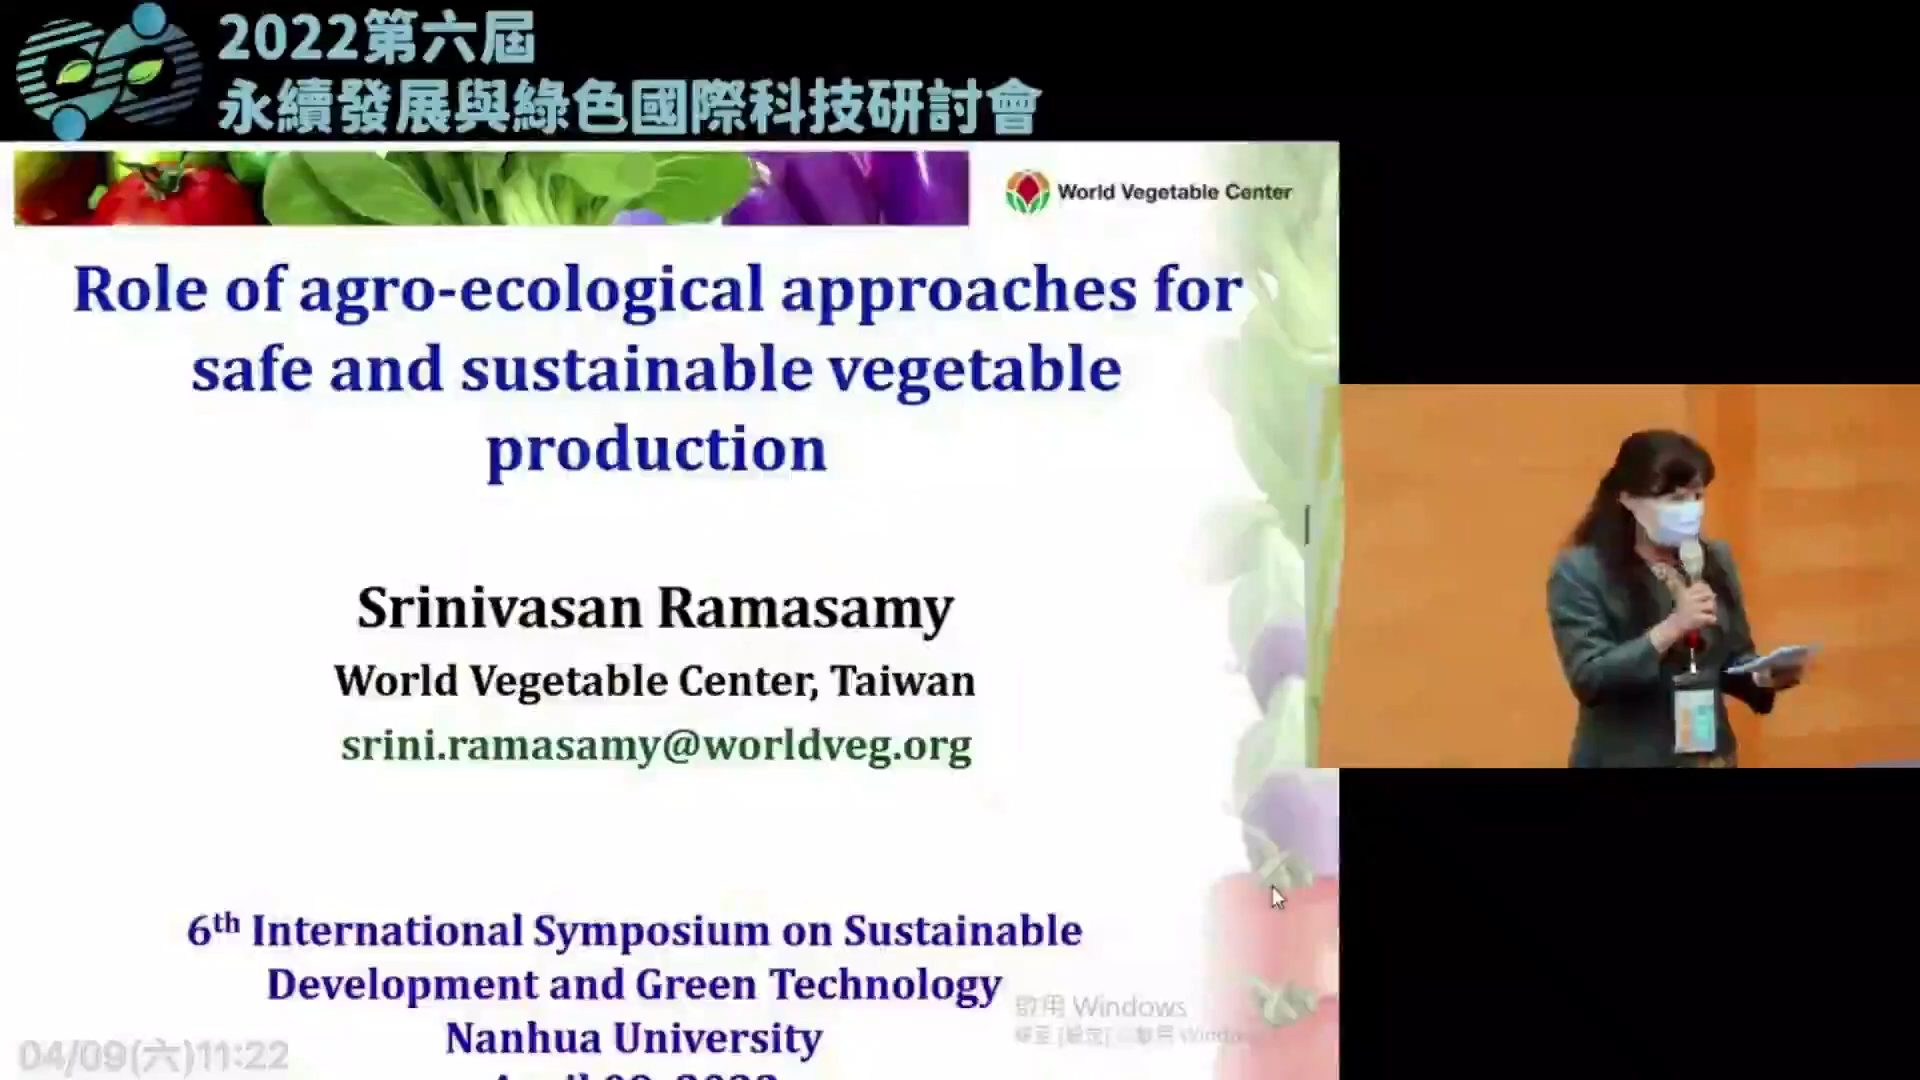 2022第六屆
永續發展與綠色國際科技研討會
World Vegetable Center
Role of agro-ecological approaches for
safe and sustainable vegetable
production
Srinivasan Ramasamy
World Vegetable Center, Taiwan
srini.ramasamy@worldveg.org
6th International Symposium on Sustainable
Development and Green Technology
Nanhua University
啟用 Windows
04/09(六)11:22